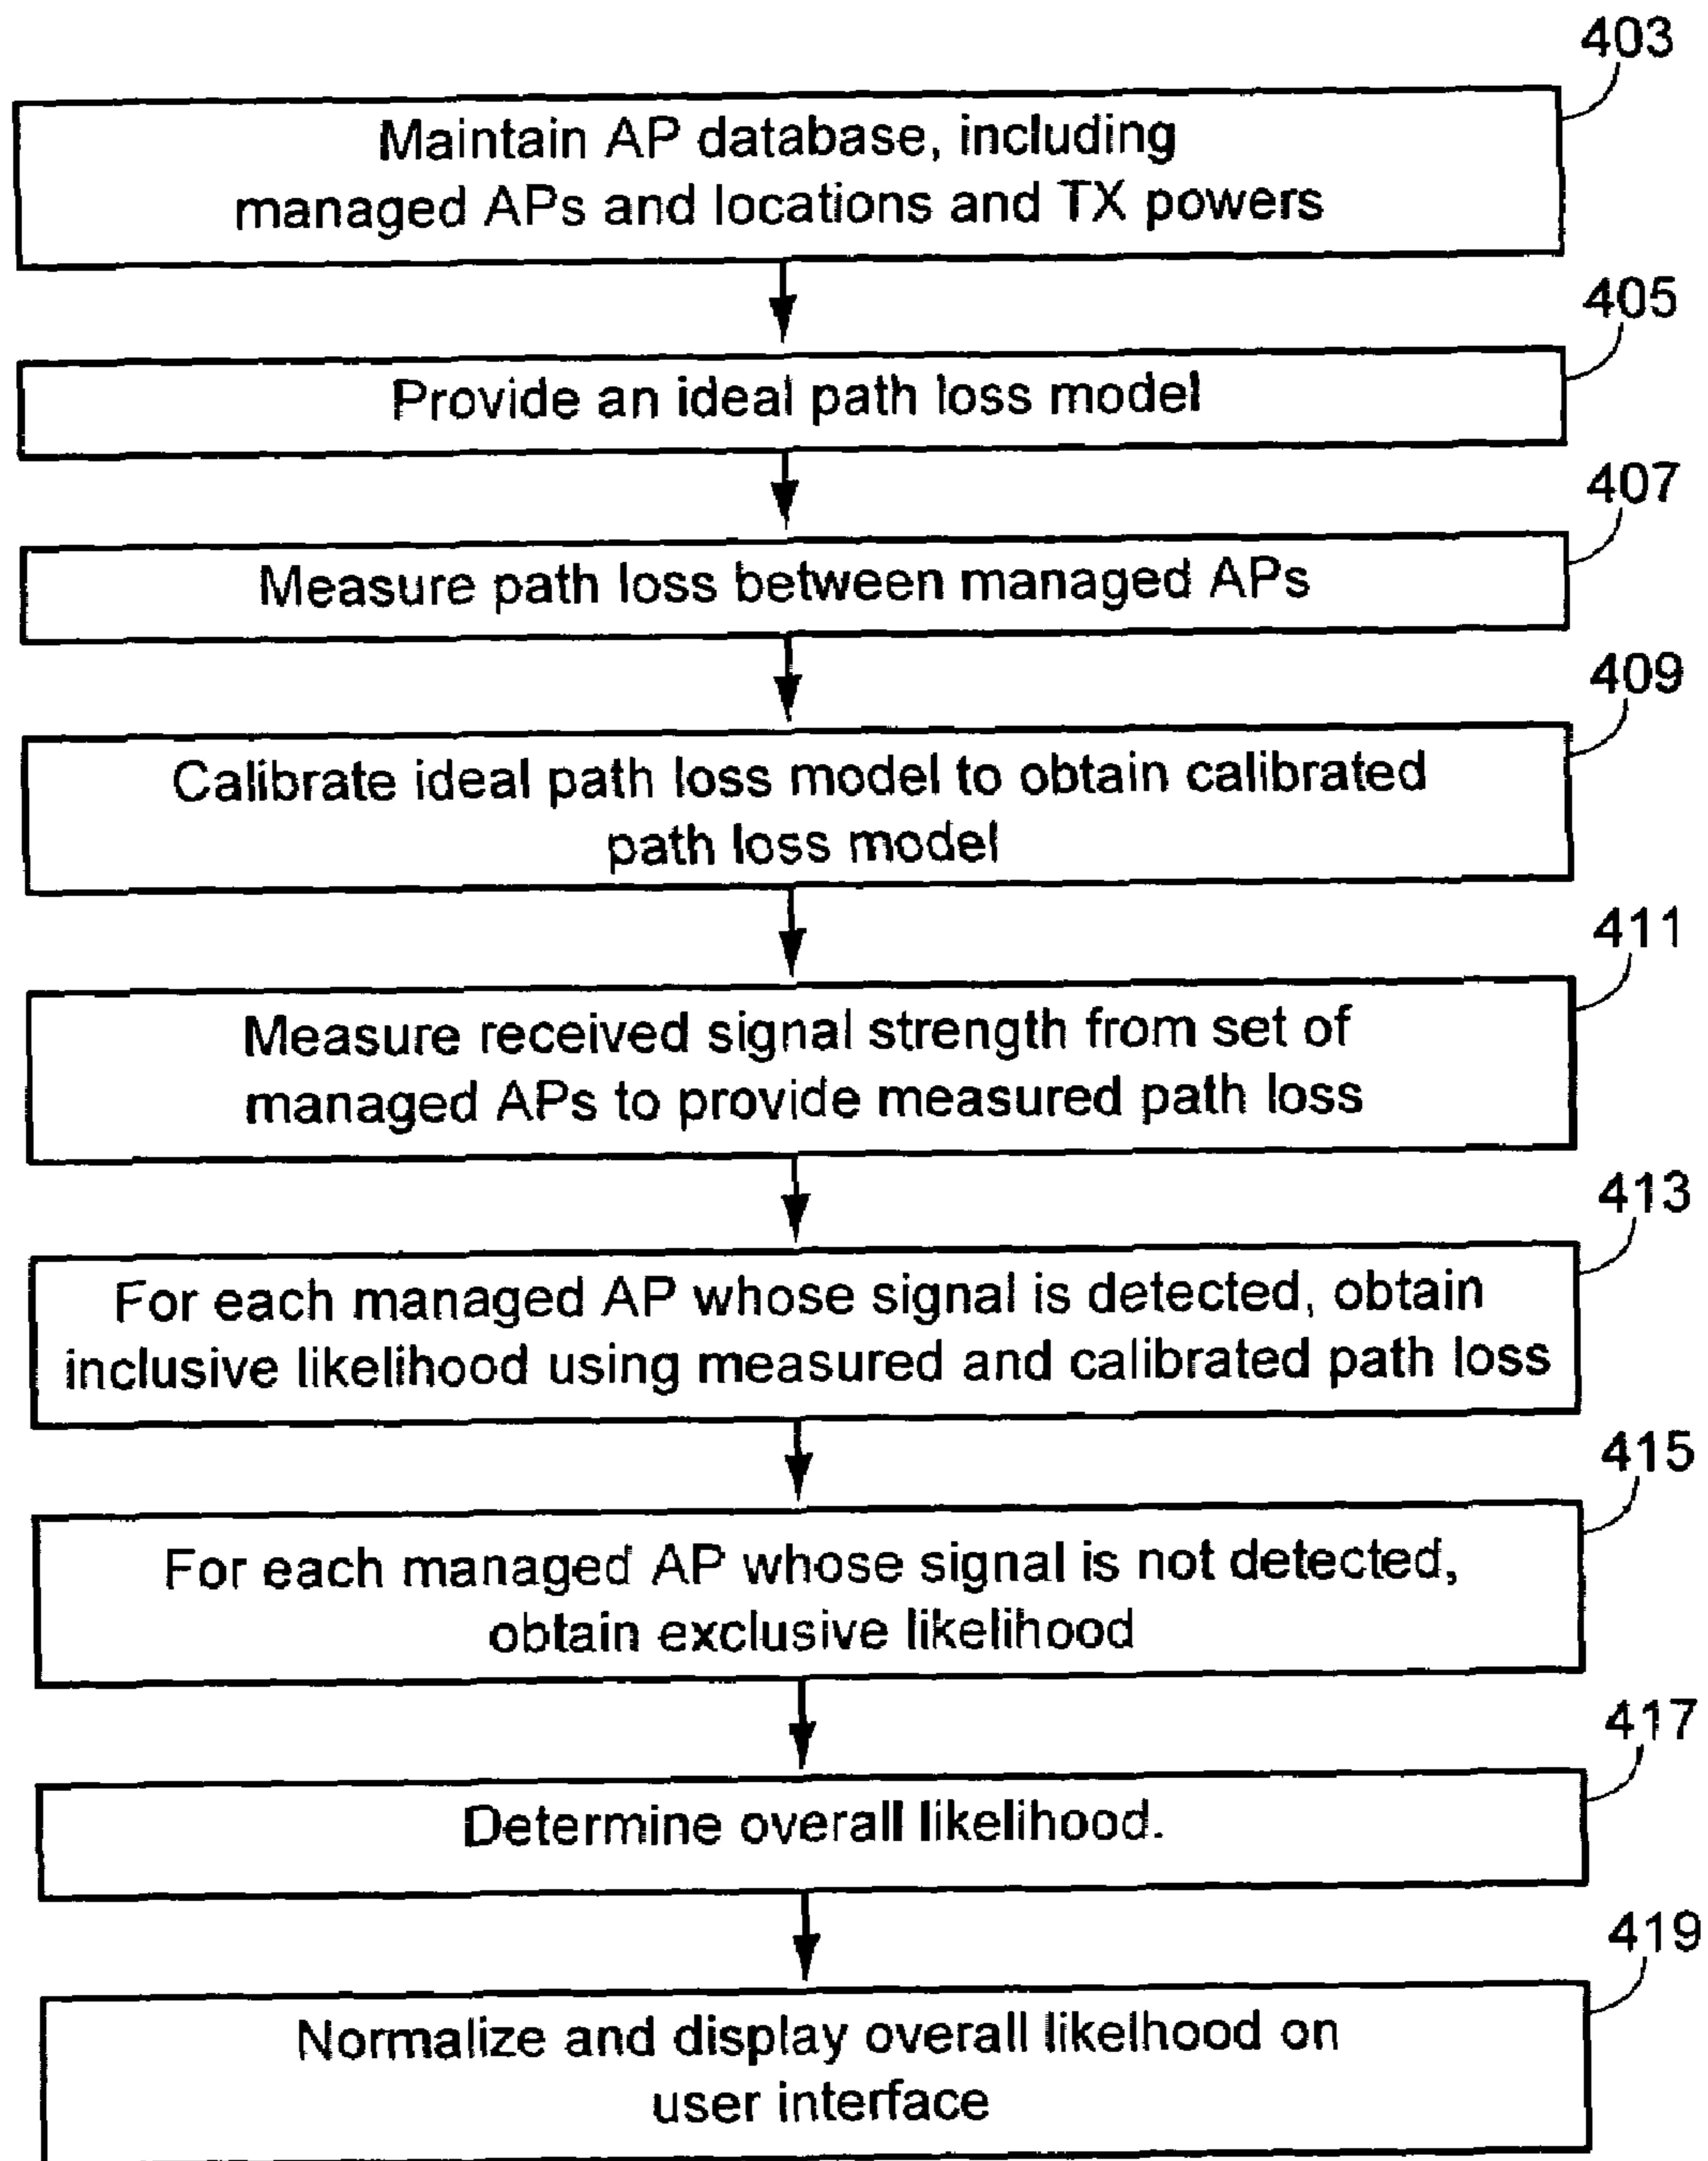 403
Maintain AP database, including
managed APs and locations and TX powers
405
Provide an ideal path loss model
407
Measure path loss between managed APs
409
Calibrate ideal path loss model to obtain calibrated
path loss model
411
Measure received signal strength from set of
managed APs to provide measured path loss
413
For each managed AP whose signal is detected, obtain
inclusive likelihood using measured and calibrated path loss
415
For each managed AP whose signal is not detected,
obtain exclusive likelihood
417
Determine overall likelihood.
419
Normalize and display overall likelhood on
user interface